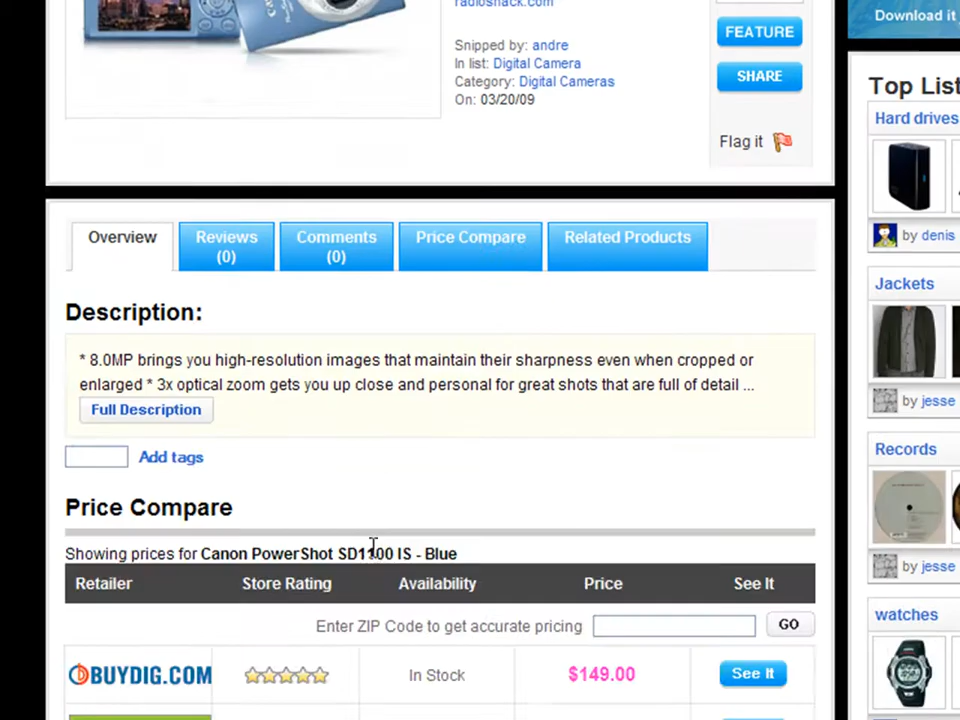 radioshack.com
Snipped by: andre
In list: Digital Camera
Category: Digital Cameras
On: 03/20/09
FEATURE
SHARE
Flag it
Download it
Top List
Hard drives
by denis
Jackets
by jesse
Records
by jesse
watches
Overview
Reviews
(0)
Comments
(0)
Price Compare
Related Products
Description:
* 8.0MP brings you high-resolution images that maintain their sharpness even when cropped or
enlarged * 3x optical zoom gets you up close and personal for great shots that are full of detail ...
Full Description
Add tags
Price Compare
Showing prices for Canon PowerShot SD1100 IS - Blue
Retailer Store Rating Availability Price See It
Enter ZIP Code to get accurate pricing GO
BUYDIG.COM In Stock $149.00 See It